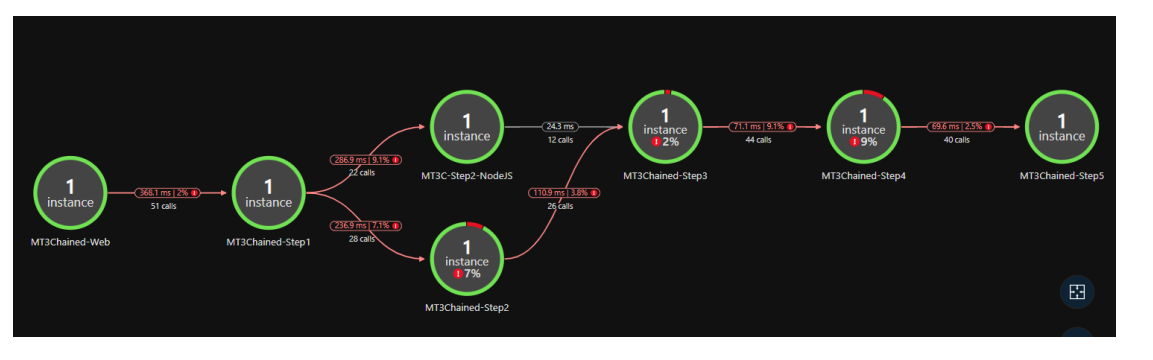 1
instance
MT3Chained-Web
368.1 ms | 2%
51 calls
1
instance
MT3Chained-Step1
286.9 ms | 9.1%
22 calls
236.9 ms | 7.1%
28 calls
1
instance
MT3C-Step2-NodeJS
1
instance
7%
MT3Chained-Step2
24.3 ms
12 calls
110.9 ms | 3.8%
26 calls
1
instance
2%
MT3Chained-Step3
71.1 ms | 9.1%
44 calls
1
instance
9%
MT3Chained-Step4
69.6 ms | 2.5%
40 calls
1
instance
MT3Chained-Step5